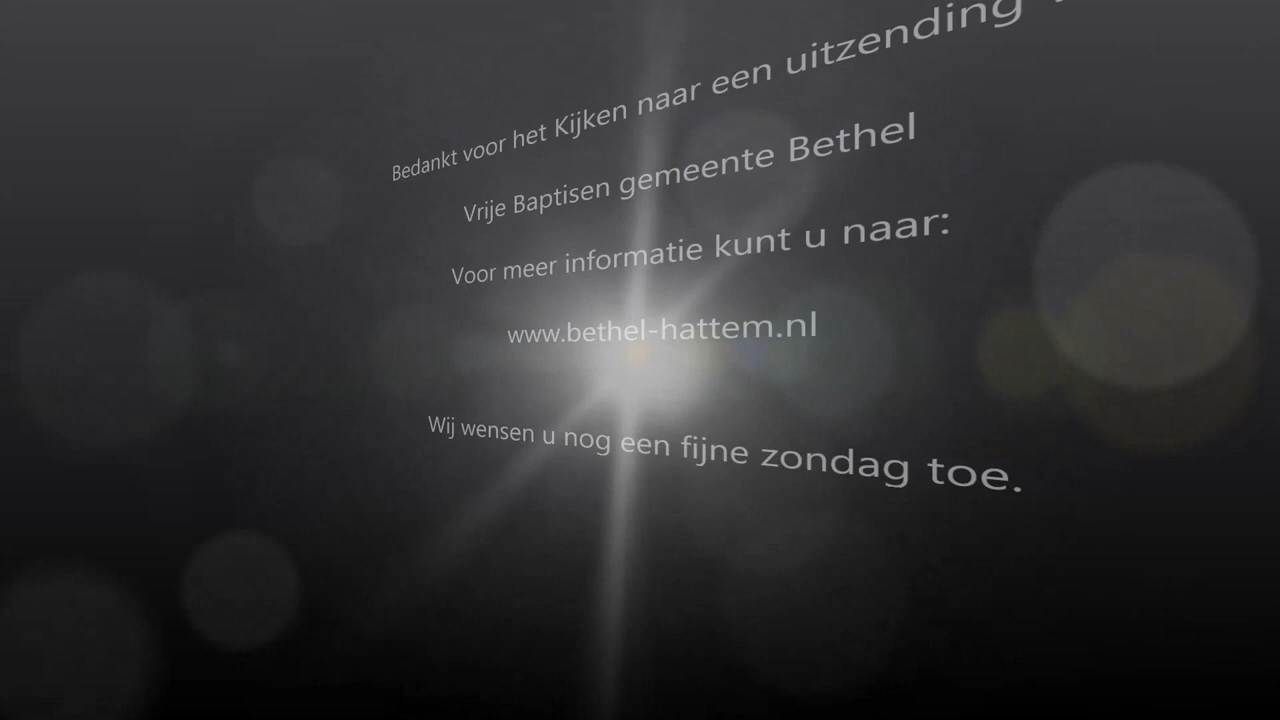 Bedankt voor het Kijken naar een uitzending
Vrije Baptisen gemeente Bethel
Voor meer informatie kunt u naar:
www.bethel-hattem.nl
Wij wensen u nog een fijne zondag toe.